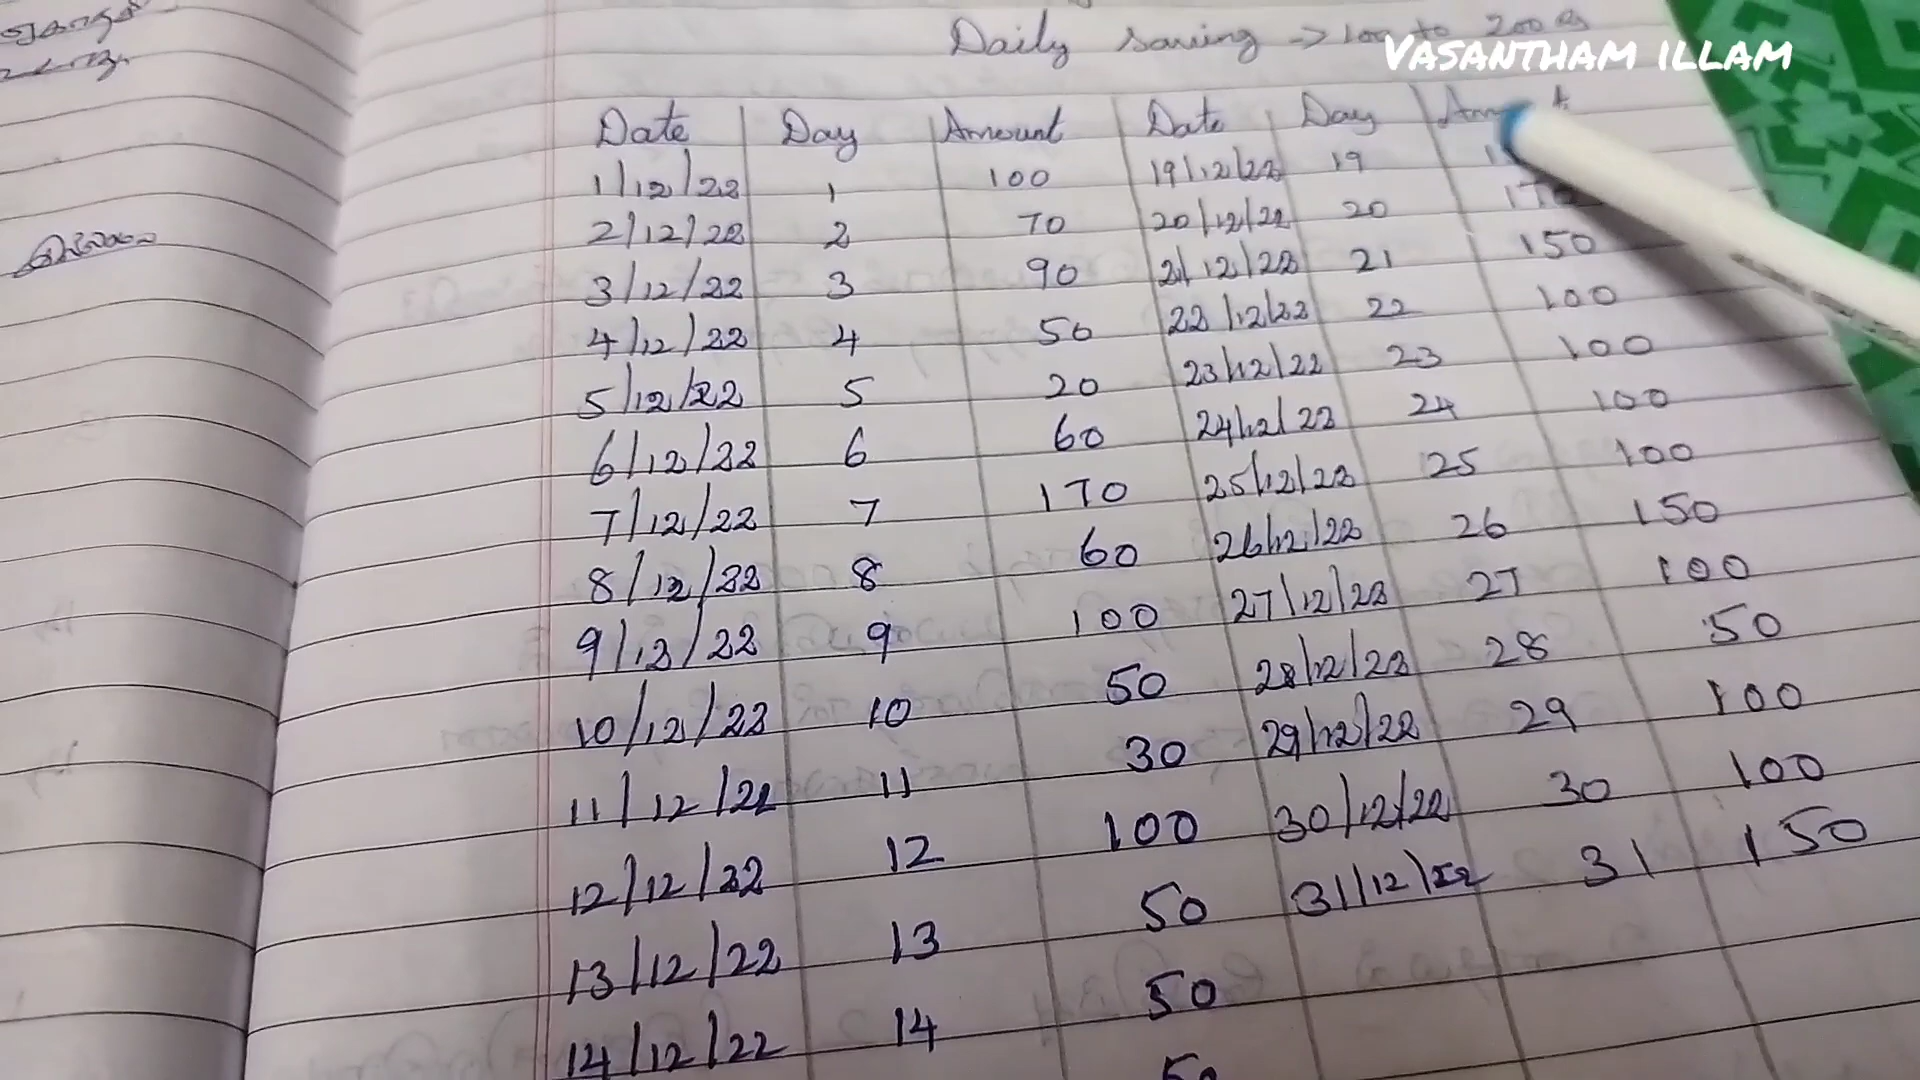 VASANTHAM ILLAM
Daily saving → 100 to 200
Date Day Amount Date Day
1/12/22 1 100 19/12/22 19
2/12/22 2 70 20/12/22 20 170
3/12/22 3 90 21/12/22 21 150
4/12/22 4 50 22/12/22 22 100
5/12/22 5 20 23/12/22 23 100
6/12/22 6 60 24/12/22 24 100
7/12/22 7 170 25/12/22 25 100
8/12/22 8 60 26/12/22 26 150
9/12/22 9 100 27/12/22 27 100
10/12/22 10 50 28/12/22 28 50
11/12/22 11 30 29/12/22 29 100
12/12/22 12 100 30/12/22 30 100
13/12/22 13 50 31/12/22 31 150
14/12/22 14 50
50